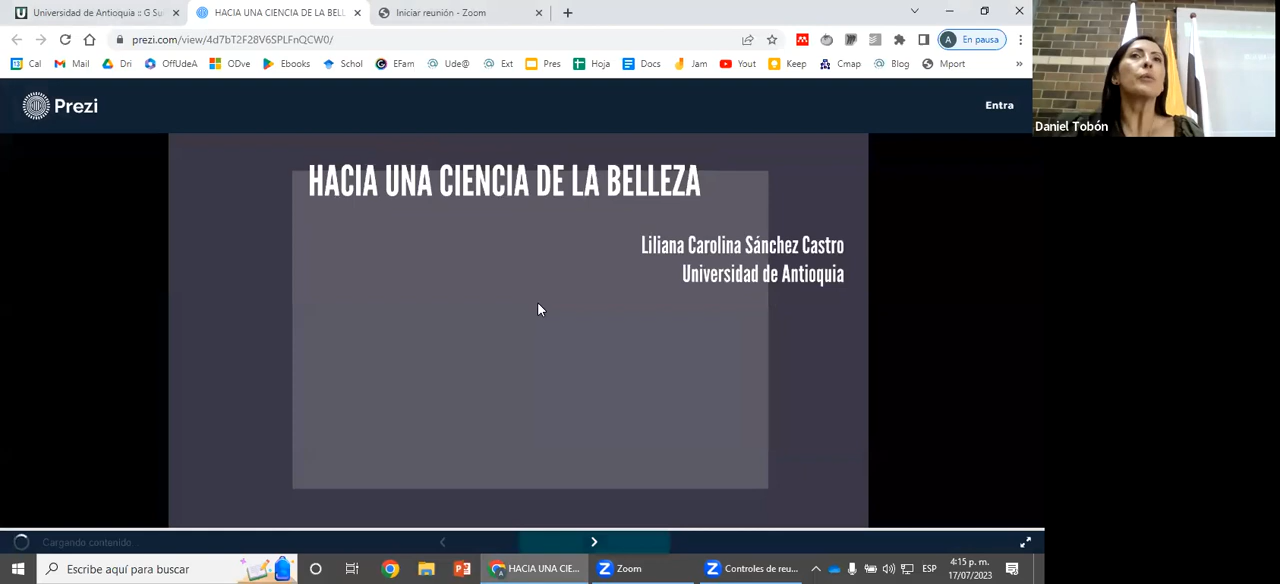 Universidad de Antioquia :: G Su
HACIA UNA CIENCIA DE LA BELL
Iniciar reunión - Zoom
prezi.com/view/4d7bT2F28V6SPLFnQCW0/
A En pausa
Cal Mail Dri OffUdeA ODve Ebooks Schol EFam Ude@ Ext Pres Hoja Docs Jam Yout Keep Cmap Blog Mport »
Prezi
Entra
Daniel Tobón
HACIA UNA CIENCIA DE LA BELLEZA
Liliana Carolina Sánchez Castro
Universidad de Antioquia
Cargando contenido
Escribe aquí para buscar
HACIA UNA CIE...
Zoom
Controles de reu...
ESP
4:15 p. m.
17/07/2023